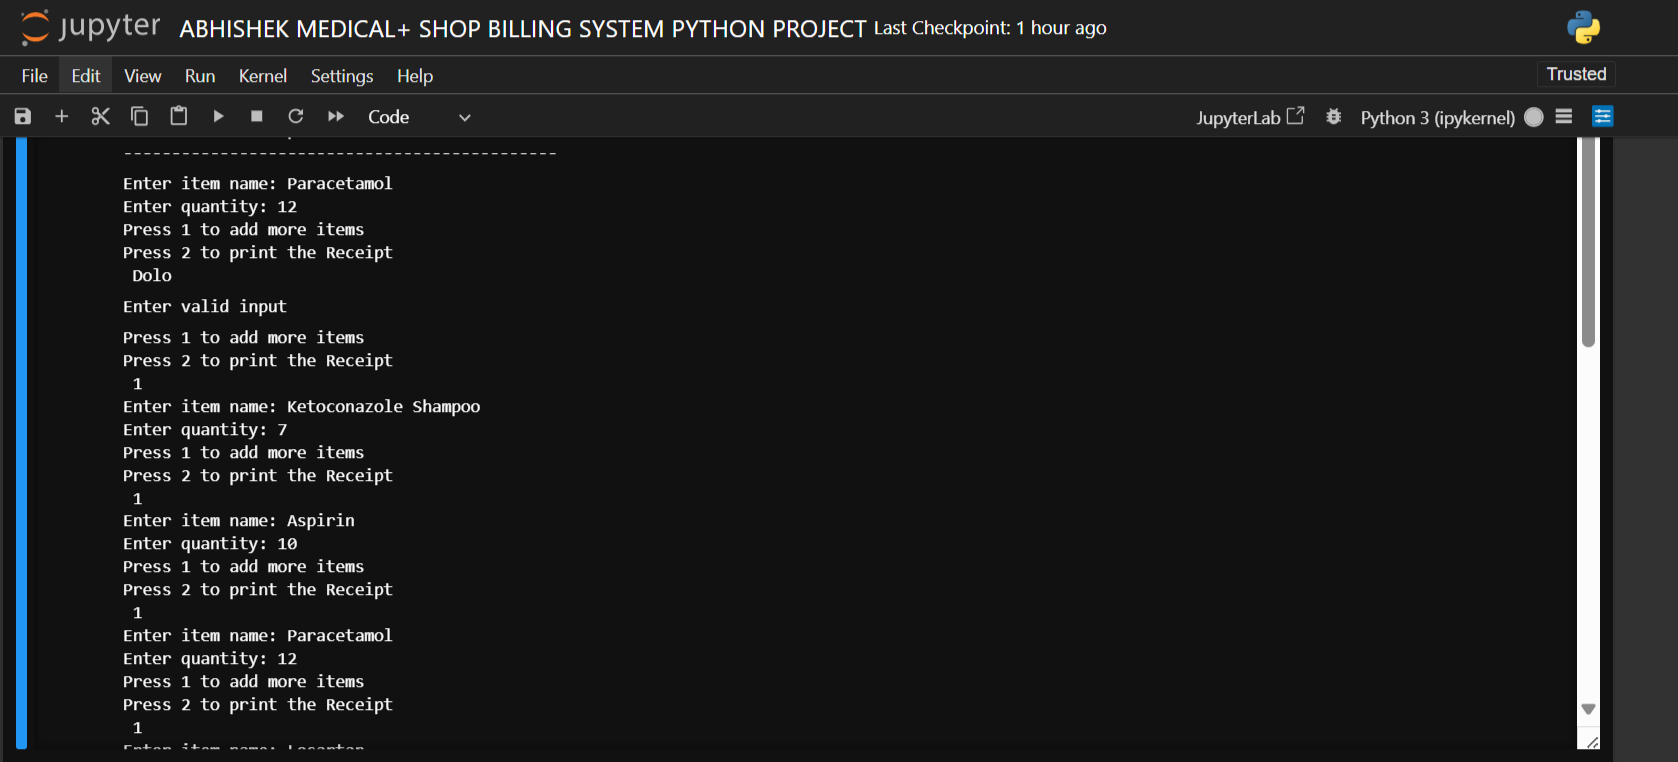 jupyter ABHISHEK MEDICAL+ SHOP BILLING SYSTEM PYTHON PROJECT Last Checkpoint: 1 hour ago
File Edit View Run Kernel Settings Help Trusted
Code JupyterLab Python 3 (ipykernel)
---------------------------------------------
Enter item name: Paracetamol
Enter quantity: 12
Press 1 to add more items
Press 2 to print the Receipt
Dolo
Enter valid input
Press 1 to add more items
Press 2 to print the Receipt
1
Enter item name: Ketoconazole Shampoo
Enter quantity: 7
Press 1 to add more items
Press 2 to print the Receipt
1
Enter item name: Aspirin
Enter quantity: 10
Press 1 to add more items
Press 2 to print the Receipt
1
Enter item name: Paracetamol
Enter quantity: 12
Press 1 to add more items
Press 2 to print the Receipt
1
Enter item name: Losartan